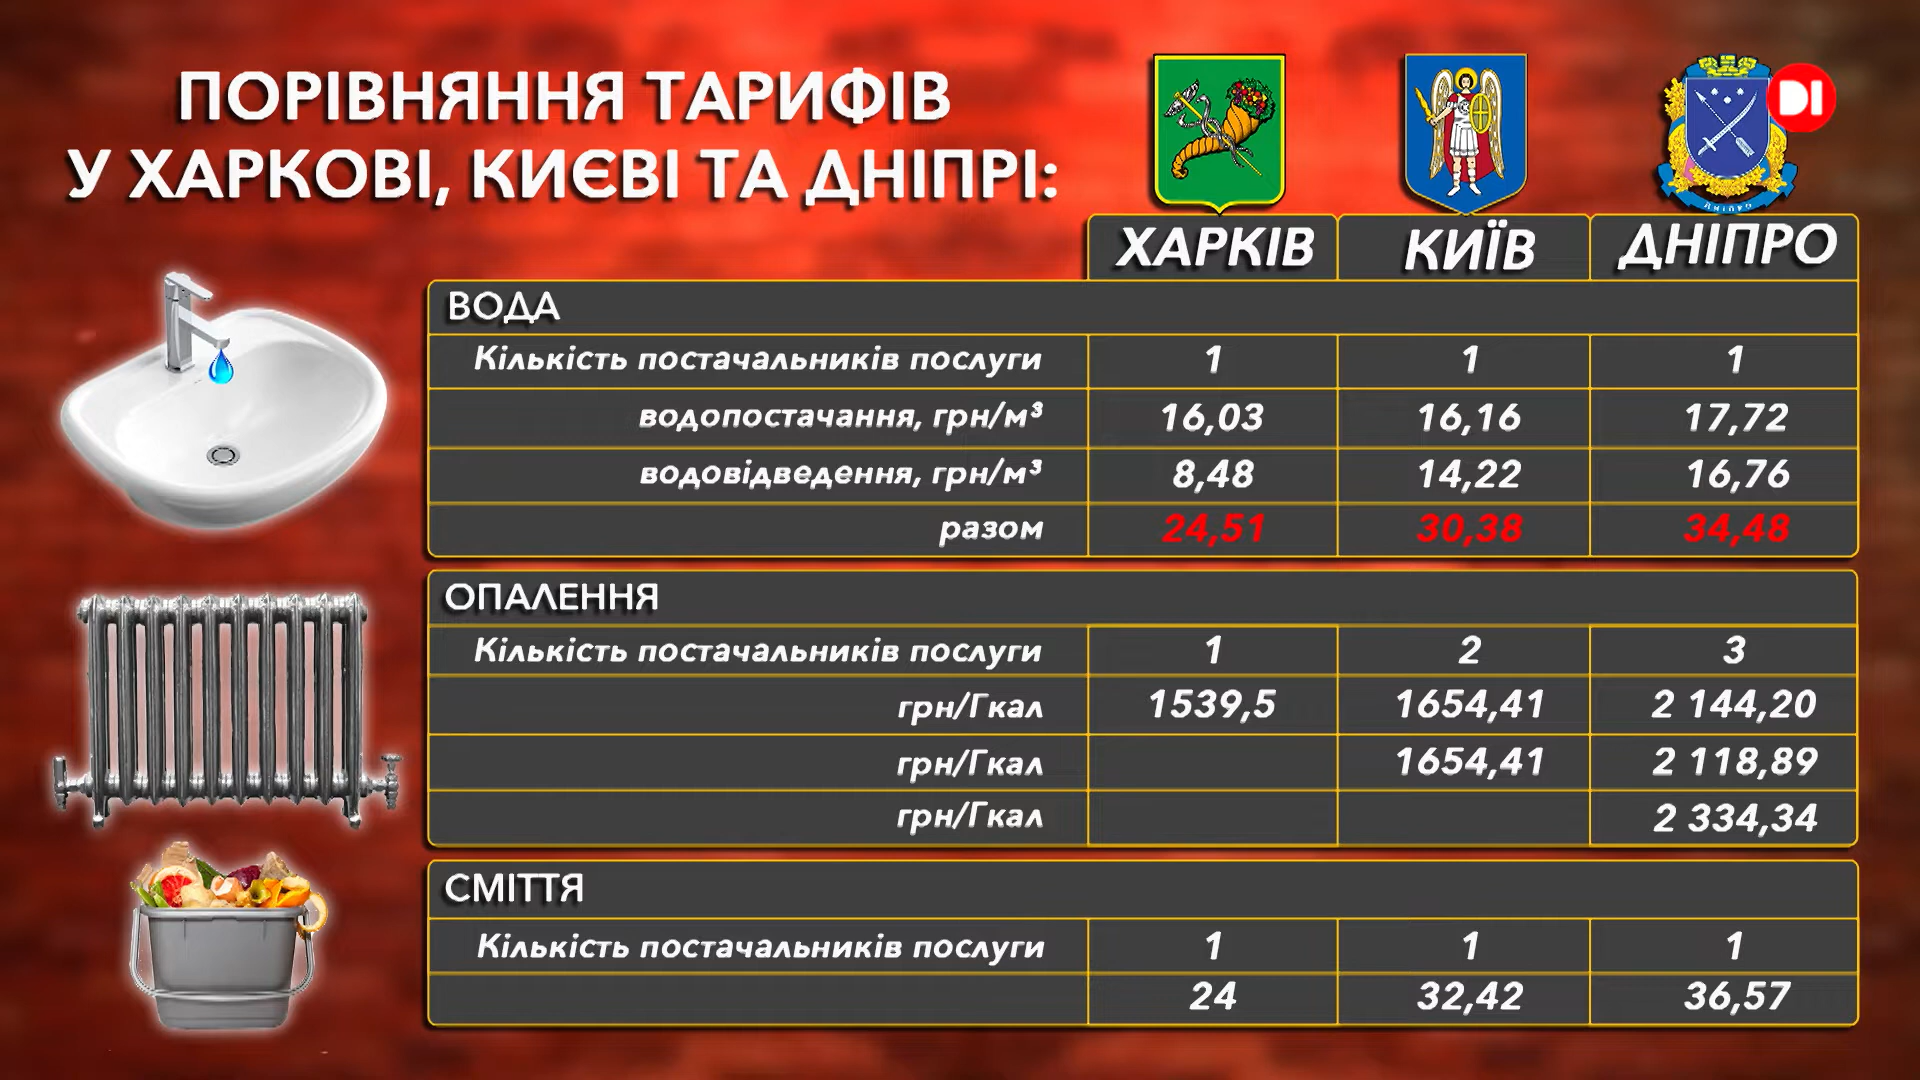 ПОРІВНЯННЯ ТАРИФІВ
У ХАРКОВІ, КИЄВІ ТА ДНІПРІ:
DI
ДНІПРО
ХАРКІВ КИЇВ ДНІПРО
ВОДА
Кількість постачальників послуги 1 1 1
водопостачання, грн/м³ 16,03 16,16 17,72
водовідведення, грн/м³ 8,48 14,22 16,76
разом 24,51 30,38 34,48
ОПАЛЕННЯ
Кількість постачальників послуги 1 2 3
грн/Гкал 1539,5 1654,41 2 144,20
грн/Гкал 1654,41 2 118,89
грн/Гкал 2 334,34
СМІТТЯ
Кількість постачальників послуги 1 1 1
24 32,42 36,57